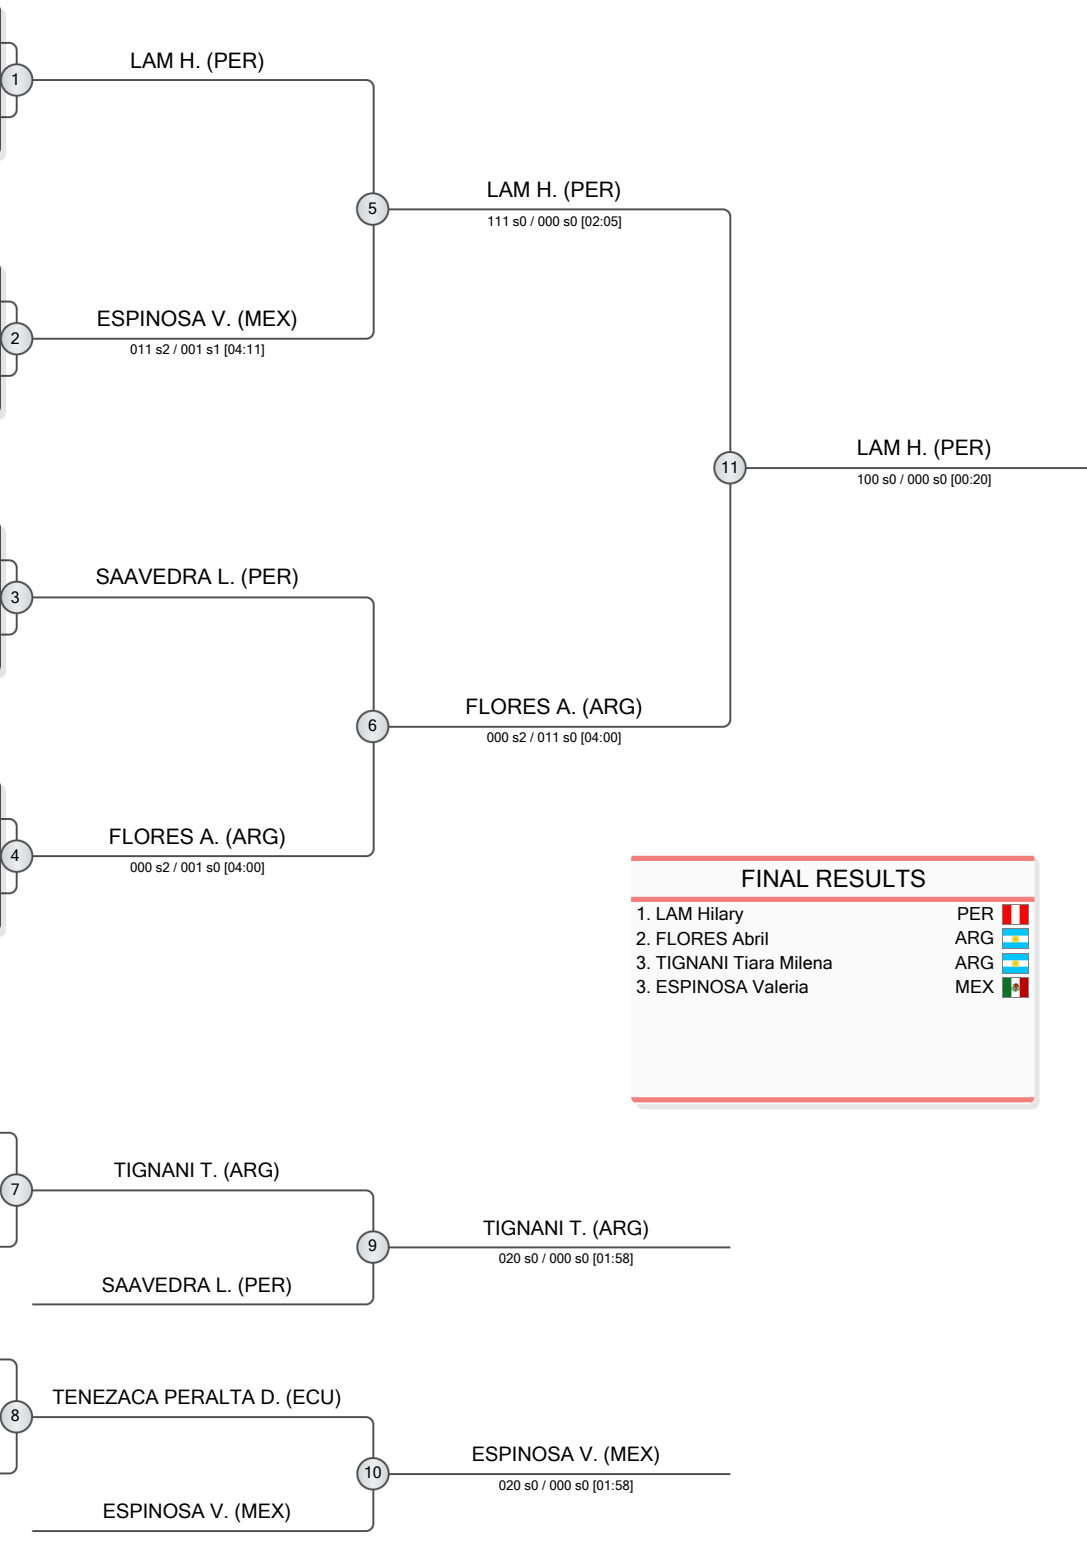 LAM H. (PER)
1
LAM H. (PER)
5
111 s0 / 000 s0 [02:05]
ESPINOSA V. (MEX)
2
011 s2 / 001 s1 [04:11]
LAM H. (PER)
11
100 s0 / 000 s0 [00:20]
SAAVEDRA L. (PER)
3
FLORES A. (ARG)
6
000 s2 / 011 s0 [04:00]
FLORES A. (ARG)
4
000 s2 / 001 s0 [04:00]
FINAL RESULTS
1. LAM Hilary PER
2. FLORES Abril ARG
3. TIGNANI Tiara Milena ARG
3. ESPINOSA Valeria MEX
TIGNANI T. (ARG)
7
TIGNANI T. (ARG)
9
020 s0 / 000 s0 [01:58]
SAAVEDRA L. (PER)
TENEZACA PERALTA D. (ECU)
8
ESPINOSA V. (MEX)
10
020 s0 / 000 s0 [01:58]
ESPINOSA V. (MEX)